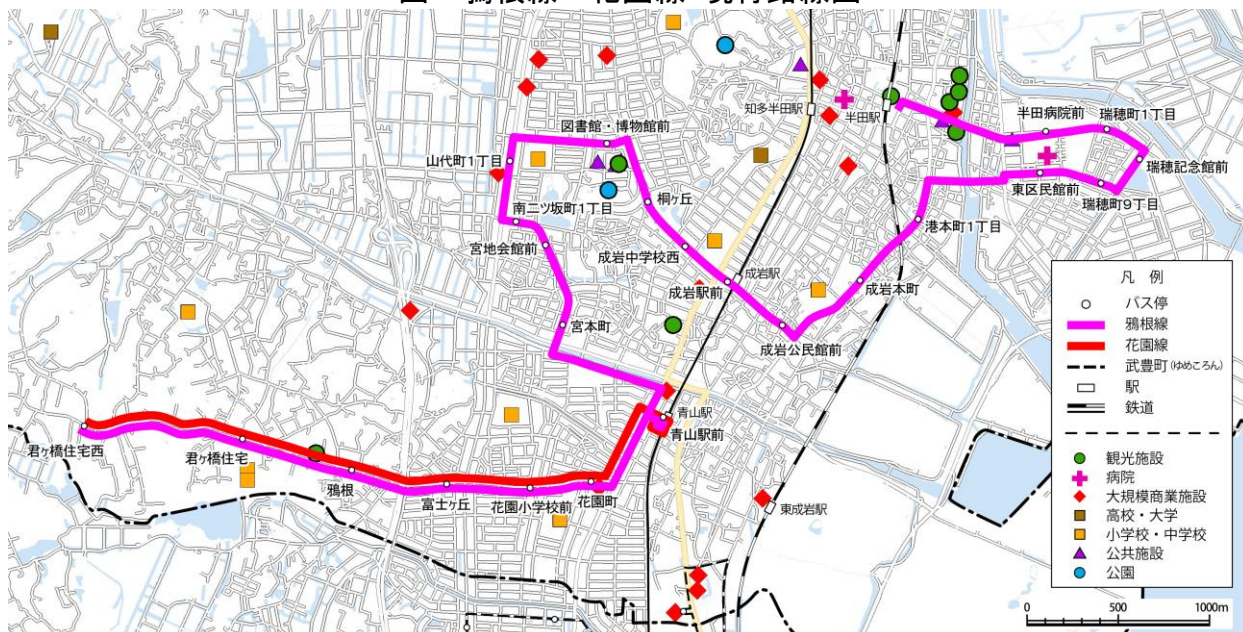 図 鴉根線 花園線 現行路線図
知多半田駅
半田駅
半田病院前
瑞穂町1丁目
図書館・博物館前
山代町1丁目
瑞穂記念館前
東区民館前
瑞穂町9丁目
桐ヶ丘
南二ツ坂町1丁目
港本町1丁目
宮地会館前
成岩中学校西
成岩駅
成岩駅前
成岩本町
宮本町
成岩公民館前
青山駅
青山駅前
君ヶ橋住宅西
君ヶ橋住宅
鴉根
富士ヶ丘
花園小学校前
花園町
東成岩駅
凡 例
バス停
鴉根線
花園線
武豊町(ゆめころん)
駅
鉄道
観光施設
病院
大規模商業施設
高校・大学
小学校・中学校
公共施設
公園
0 500 1000m